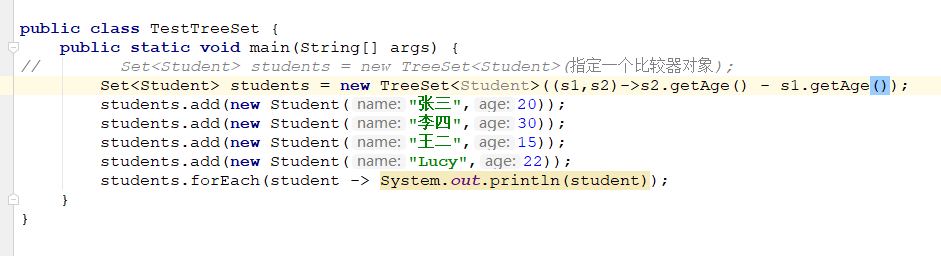 public class TestTreeSet {
public static void main(String[] args) {
// Set<Student> students = new TreeSet<Student>(指定一个比较器对象);
Set<Student> students = new TreeSet<Student>((s1,s2)->s2.getAge() - s1.getAge());
students.add(new Student( name: "张三", age: 20));
students.add(new Student( name: "李四", age: 30));
students.add(new Student( name: "王二", age: 15));
students.add(new Student( name: "Lucy", age: 22));
students.forEach(student -> System.out.println(student));
}
}